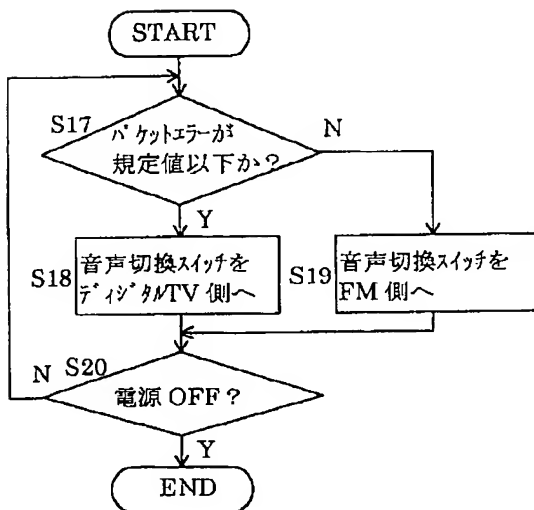 START
S17
パケットエラーが
規定値以下か?
N
Y
S18
音声切換スイッチを
ディジタルTV側へ
S19
音声切換スイッチを
FM側へ
N
S20
電源OFF?
Y
END